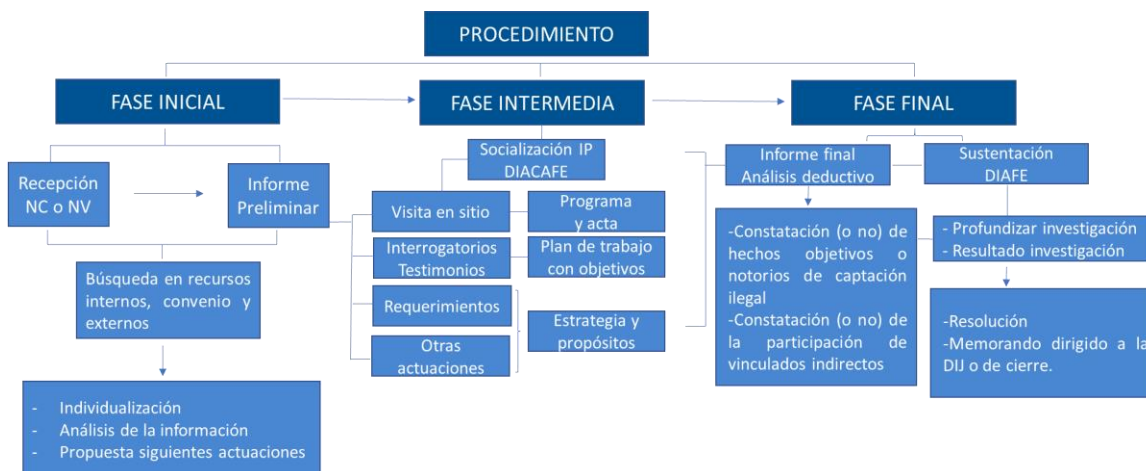 PROCEDIMIENTO
FASE INICIAL
FASE INTERMEDIA
FASE FINAL
Recepción
NC o NV
Informe
Preliminar
Búsqueda en recursos
internos, convenio y
externos
- Individualización
- Análisis de la información
- Propuesta siguientes actuaciones
Socialización IP
DIACAFE
Visita en sitio
Programa
y acta
Interrogatorios
Testimonios
Plan de trabajo
con objetivos
Requerimientos
Otras
actuaciones
Estrategia y
propósitos
Informe final
Análisis deductivo
Sustentación
DIAFE
-Constatación (o no) de
hechos objetivos o
notorios de captación
ilegal
-Constatación (o no) de
la participación de
vinculados indirectos
- Profundizar investigación
- Resultado investigación
-Resolución
-Memorando dirigido a la
DIJ o de cierre.